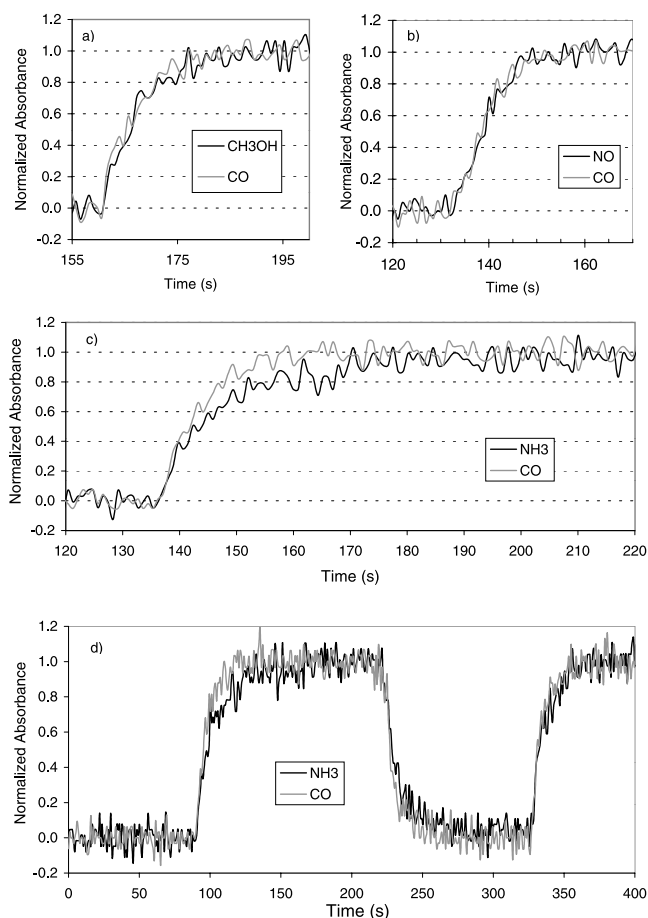 a)
Normalized Absorbance
1.2
1.0
0.8
0.6
0.4
0.2
0.0
-0.2
CH3OH
CO
155 175 195
Time (s)
b)
Normalized Absorbance
1.2
1.0
0.8
0.6
0.4
0.2
0.0
-0.2
NO
CO
120 140 160
Time (s)
c)
Normalized Absorbance
1.2
1.0
0.8
0.6
0.4
0.2
0.0
-0.2
NH3
CO
120 130 140 150 160 170 180 190 200 210 220
Time (s)
d)
Normalized Absorbance
1.2
1.0
0.8
0.6
0.4
0.2
0.0
-0.2
NH3
CO
0 50 100 150 200 250 300 350 400
Time (s)